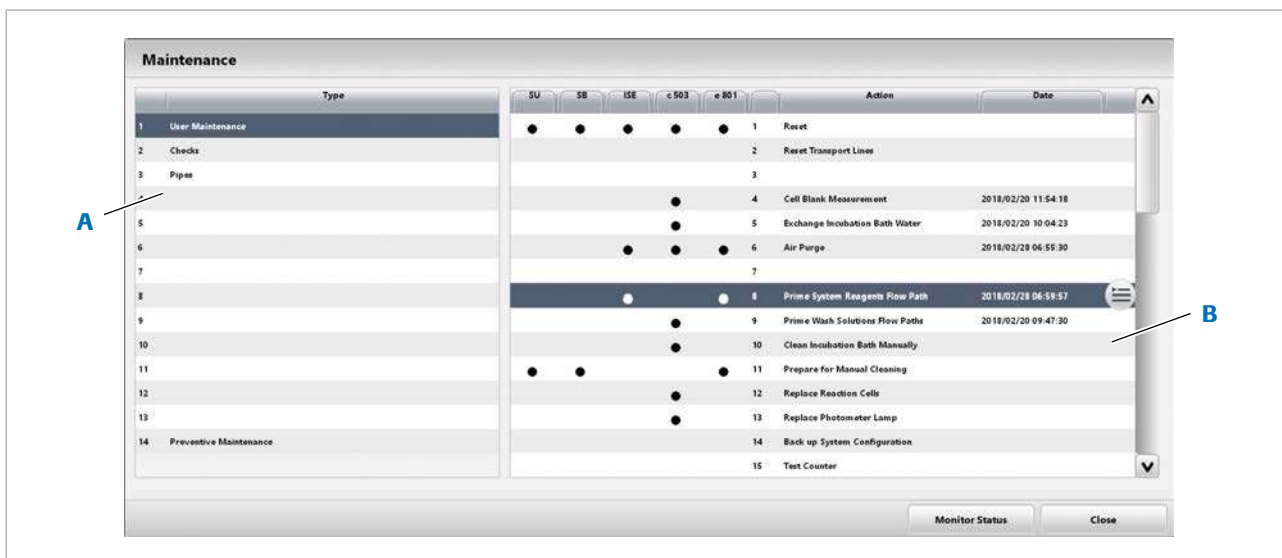 Maintenance
Type SU SB ISE c 503 e 801 Action Date
1 User Maintenance ● ● ● ● ● 1 Reset
2 Checks 2 Reset Transport Lines
3 Pipes 3
A
● 4 Cell Blank Measurement 2018/02/20 11:54:18
5 ● 5 Exchange Incubation Bath Water 2018/02/20 10:04:23
6 ● ● ● 6 Air Purge 2018/02/28 06:55:30
7 7
8 ● ● 8 Prime System Reagents Flow Path 2018/02/28 06:59:57
B
9 ● 9 Prime Wash Solutions Flow Paths 2018/02/20 09:47:30
10 ● 10 Clean Incubation Bath Manually
11 ● ● ● 11 Prepare for Manual Cleaning
12 ● 12 Replace Reaction Cells
13 ● 13 Replace Photometer Lamp
14 Preventive Maintenance 14 Back up System Configuration
15 Test Counter
Monitor Status Close